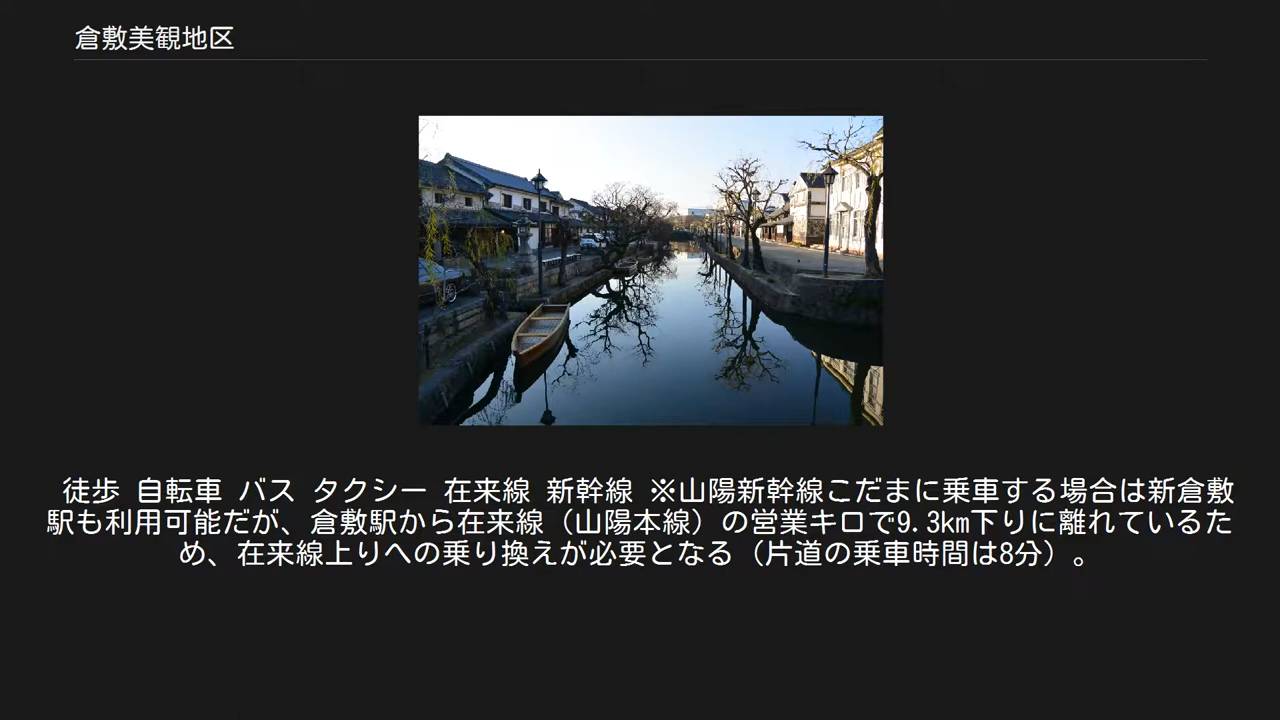 倉敷美観地区
徒歩 自転車 バス タクシー 在来線 新幹線 ※山陽新幹線こだまに乗車する場合は新倉敷
駅も利用可能だが、倉敷駅から在来線（山陽本線）の営業キロで9.3km下りに離れているた
め、在来線上りへの乗り換えが必要となる（片道の乗車時間は8分）。